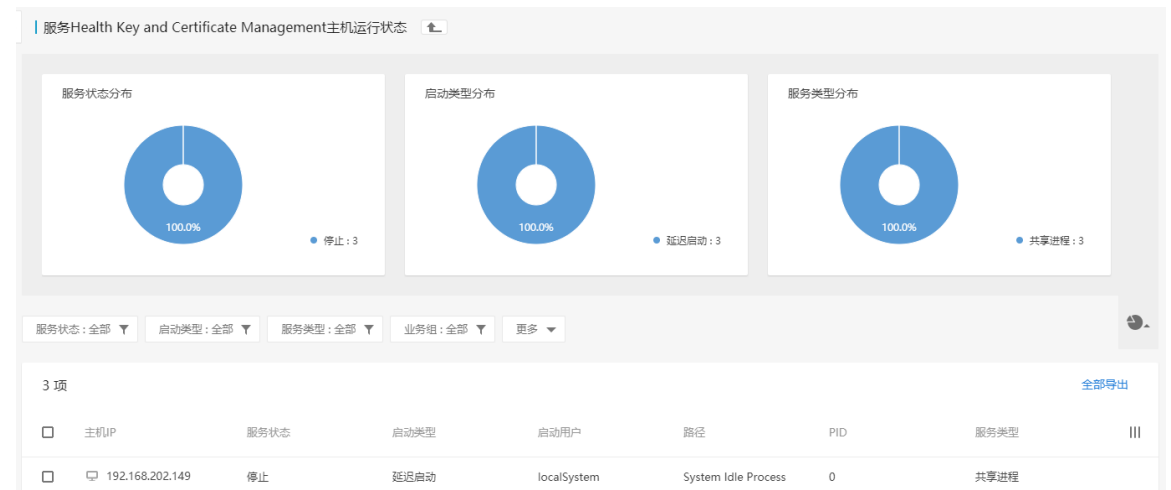 服务Health Key and Certificate Management主机运行状态
服务状态分布 启动类型分布 服务类型分布
100.0% 100.0% 100.0%
停止 : 3 延迟启动 : 3 共享进程 : 3
服务状态 : 全部 启动类型 : 全部 服务类型 : 全部 业务组 : 全部 更多
3 项 全部导出
主机IP 服务状态 启动类型 启动用户 路径 PID 服务类型
192.168.202.149 停止 延迟启动 localSystem System Idle Process 0 共享进程